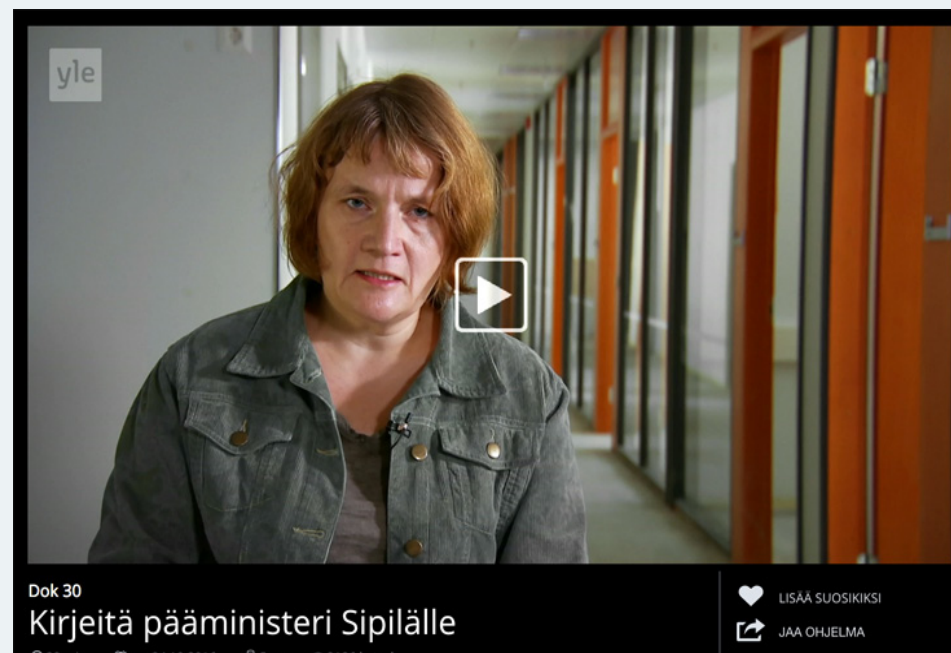 yle
Dok 30
Kirjeitä pääministeri Sipilälle
LISÄÄ SUOSIKIKSI
JAA OHJELMA